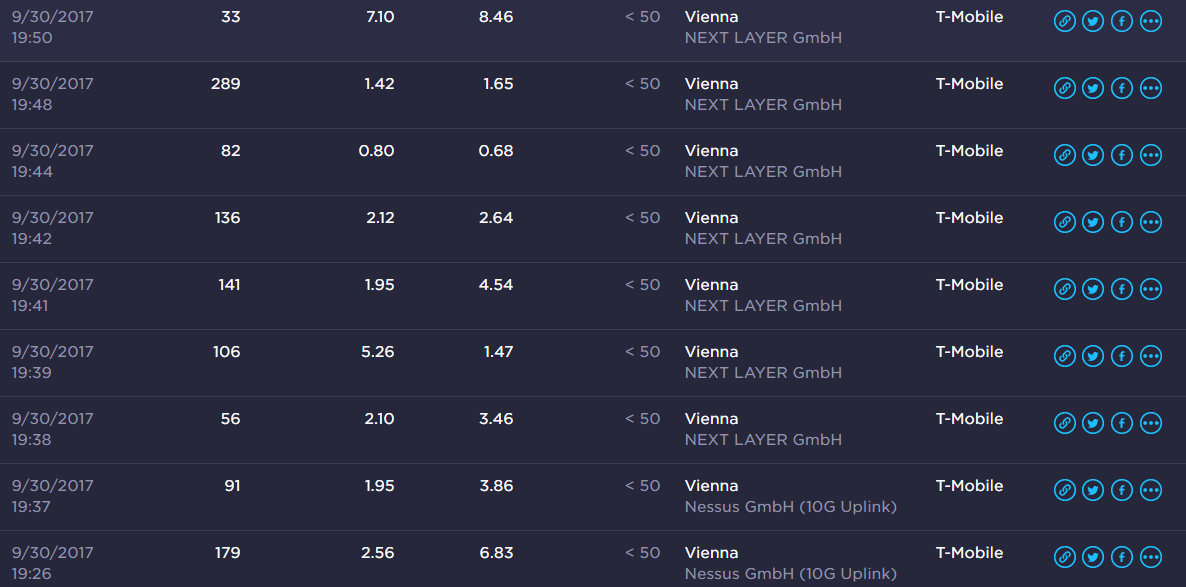 9/30/2017 33 7.10 8.46 < 50 Vienna T-Mobile
19:50 NEXT LAYER GmbH
9/30/2017 289 1.42 1.65 < 50 Vienna T-Mobile
19:48 NEXT LAYER GmbH
9/30/2017 82 0.80 0.68 < 50 Vienna T-Mobile
19:44 NEXT LAYER GmbH
9/30/2017 136 2.12 2.64 < 50 Vienna T-Mobile
19:42 NEXT LAYER GmbH
9/30/2017 141 1.95 4.54 < 50 Vienna T-Mobile
19:41 NEXT LAYER GmbH
9/30/2017 106 5.26 1.47 < 50 Vienna T-Mobile
19:39 NEXT LAYER GmbH
9/30/2017 56 2.10 3.46 < 50 Vienna T-Mobile
19:38 NEXT LAYER GmbH
9/30/2017 91 1.95 3.86 < 50 Vienna T-Mobile
19:37 Nessus GmbH (10G Uplink)
9/30/2017 179 2.56 6.83 < 50 Vienna T-Mobile
19:26 Nessus GmbH (10G Uplink)